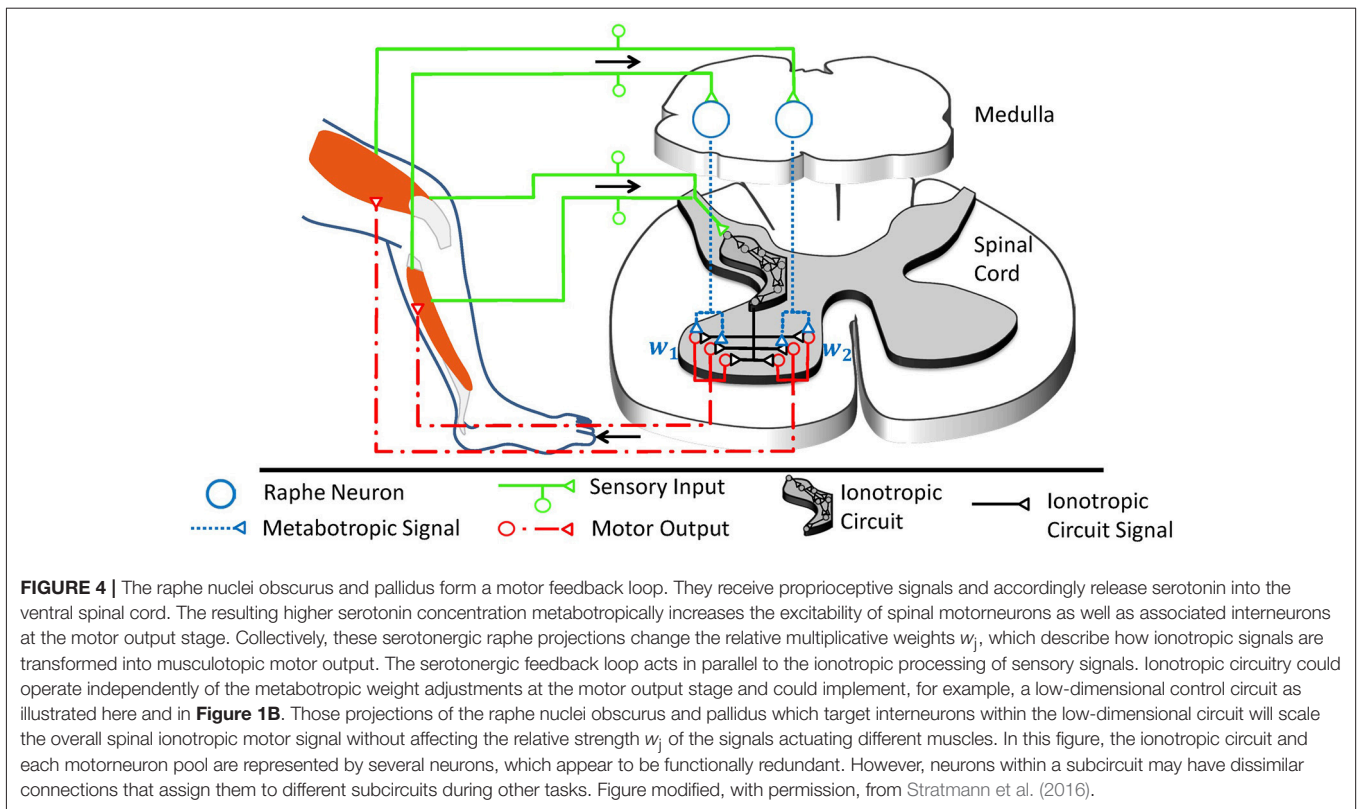 Medulla
Spinal
Cord
w1
w2
Raphe Neuron
Sensory Input
Ionotropic
Circuit
Ionotropic
Circuit Signal
Metabotropic Signal
Motor Output
FIGURE 4 | The raphe nuclei obscurus and pallidus form a motor feedback loop. They receive proprioceptive signals and accordingly release serotonin into the
ventral spinal cord. The resulting higher serotonin concentration metabotropically increases the excitability of spinal motorneurons as well as associated interneurons
at the motor output stage. Collectively, these serotonergic raphe projections change the relative multiplicative weights wj, which describe how ionotropic signals are
transformed into musculotopic motor output. The serotonergic feedback loop acts in parallel to the ionotropic processing of sensory signals. Ionotropic circuitry could
operate independently of the metabotropic weight adjustments at the motor output stage and could implement, for example, a low-dimensional control circuit as
illustrated here and in Figure 1B. Those projections of the raphe nuclei obscurus and pallidus which target interneurons within the low-dimensional circuit will scale
the overall spinal ionotropic motor signal without affecting the relative strength wj of the signals actuating different muscles. In this figure, the ionotropic circuit and
each motorneuron pool are represented by several neurons, which appear to be functionally redundant. However, neurons within a subcircuit may have dissimilar
connections that assign them to different subcircuits during other tasks. Figure modified, with permission, from Stratmann et al. (2016).